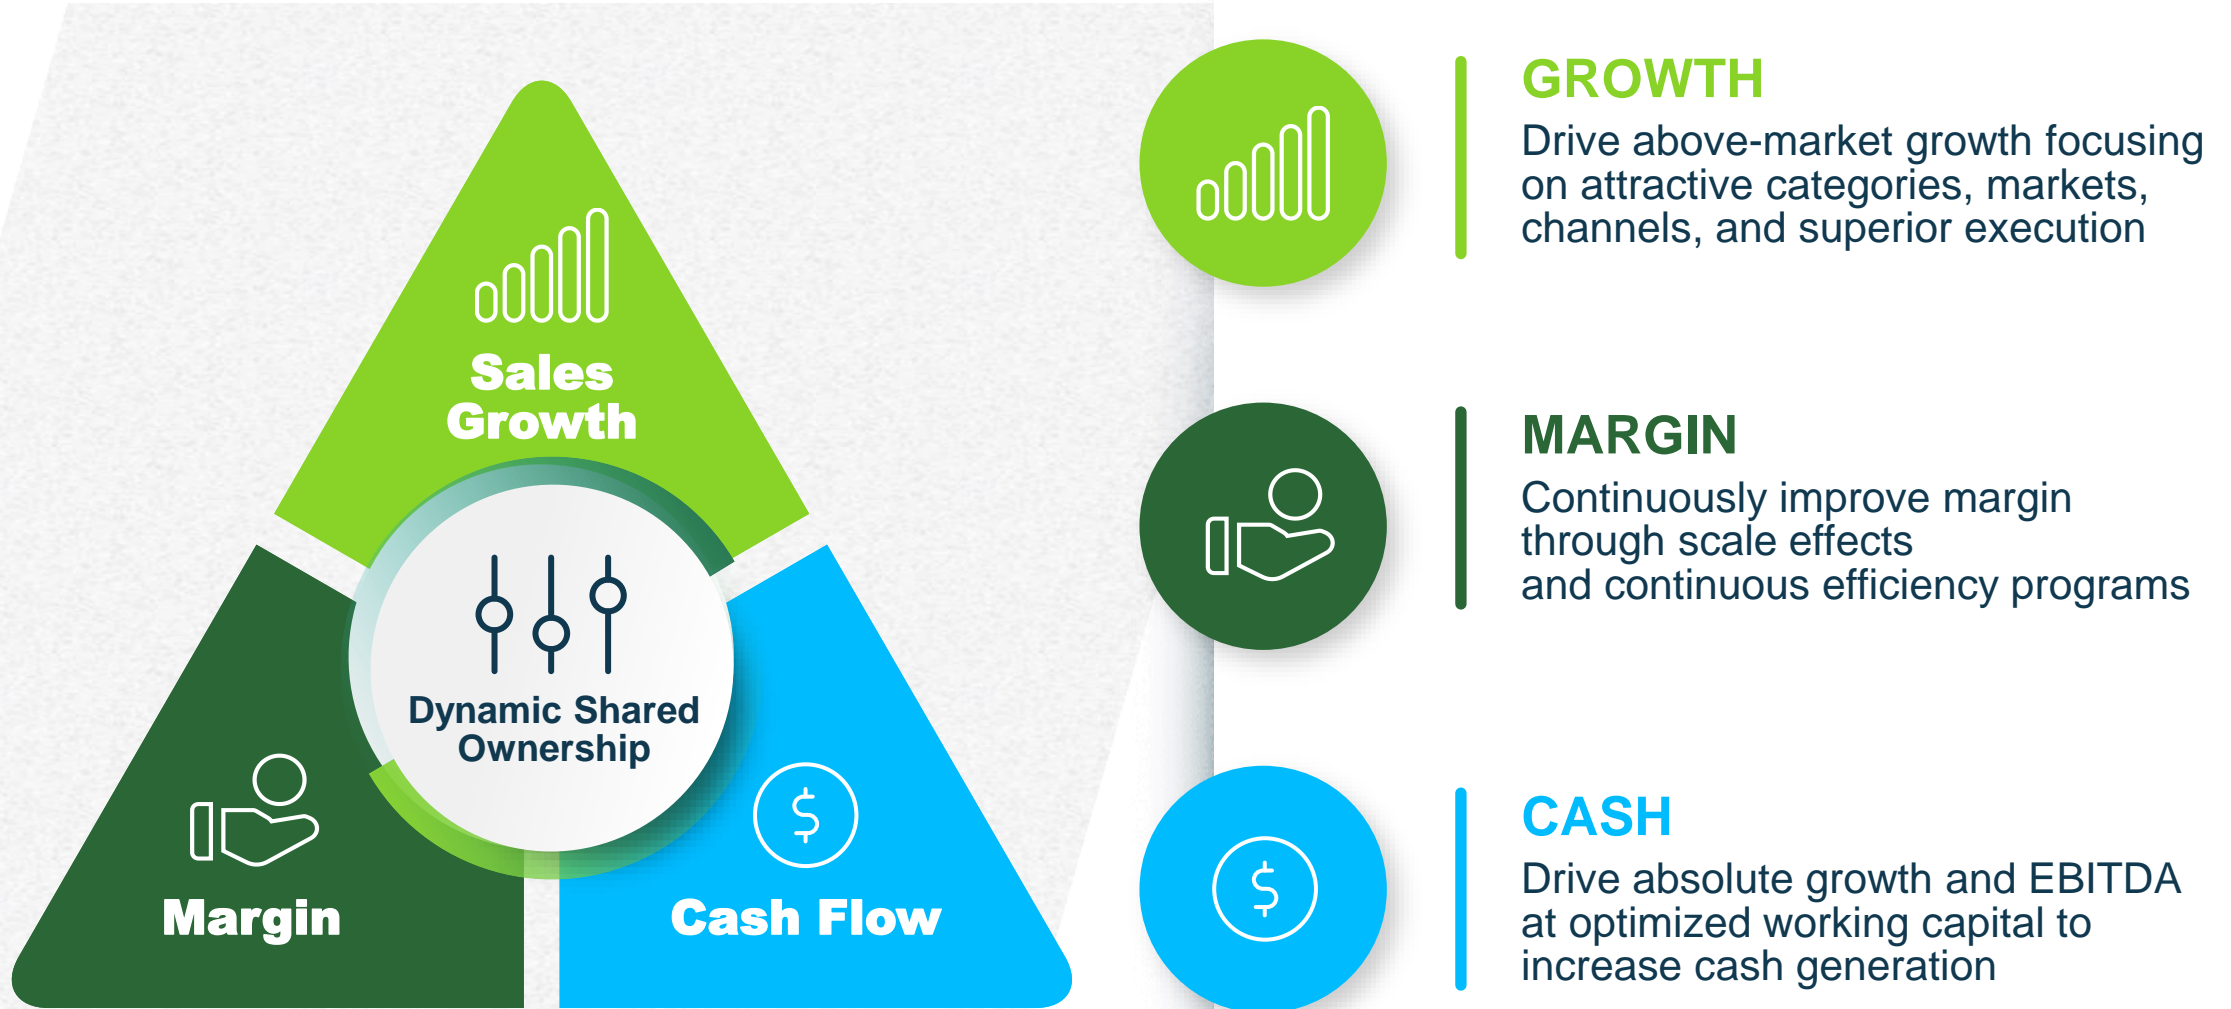 Sales
Growth
Dynamic Shared
Ownership
Margin
$
Cash Flow
GROWTH
Drive above-market growth focusing
on attractive categories, markets,
channels, and superior execution
MARGIN
Continuously improve margin
through scale effects
and continuous efficiency programs
$
CASH
Drive absolute growth and EBITDA
at optimized working capital to
increase cash generation